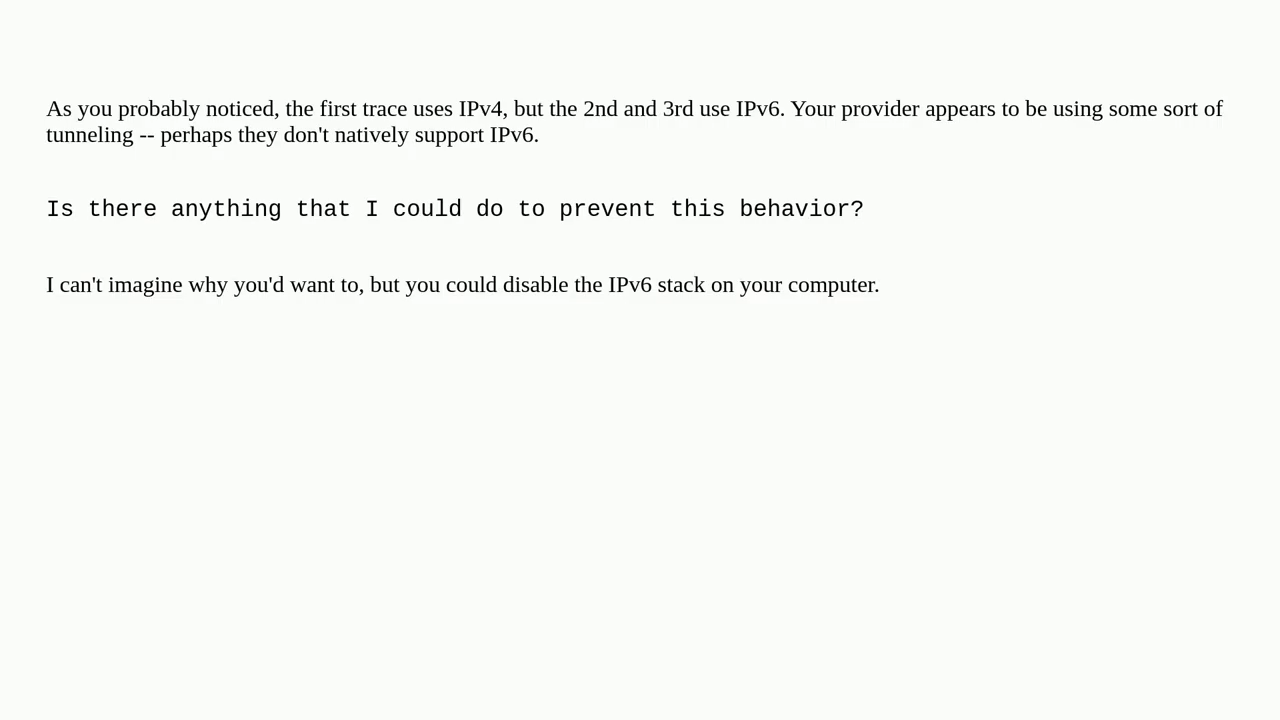 As you probably noticed, the first trace uses IPv4, but the 2nd and 3rd use IPv6. Your provider appears to be using some sort of
tunneling -- perhaps they don't natively support IPv6.
Is there anything that I could do to prevent this behavior?
I can't imagine why you'd want to, but you could disable the IPv6 stack on your computer.